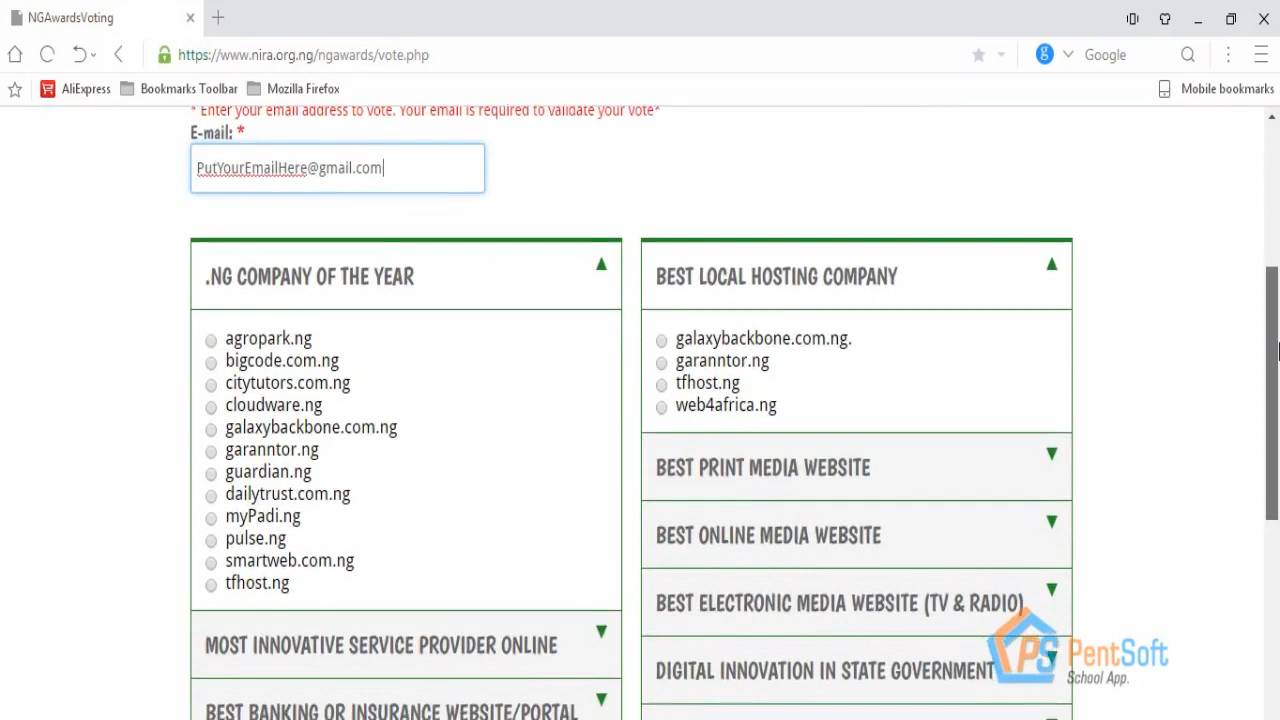 NGAwardsVoting
https://www.nira.org.ng/ngawards/vote.php
Google
AliExpress
Bookmarks Toolbar
Mozilla Firefox
Mobile bookmarks
* Enter your email address to vote. Your email is required to validate your vote*
E-mail: *
PutYourEmailHere@gmail.com
.NG COMPANY OF THE YEAR
agropark.ng
bigcode.com.ng
citytutors.com.ng
cloudware.ng
galaxybackbone.com.ng
garanntor.ng
guardian.ng
dailytrust.com.ng
myPadi.ng
pulse.ng
smartweb.com.ng
tfhost.ng
MOST INNOVATIVE SERVICE PROVIDER ONLINE
BEST BANKING OR INSURANCE WEBSITE/PORTAL
BEST LOCAL HOSTING COMPANY
galaxybackbone.com.ng.
garanntor.ng
tfhost.ng
web4africa.ng
BEST PRINT MEDIA WEBSITE
BEST ONLINE MEDIA WEBSITE
BEST ELECTRONIC MEDIA WEBSITE (TV & RADIO)
DIGITAL INNOVATION IN STATE GOVERNMENT
PS PentSoft
School App.